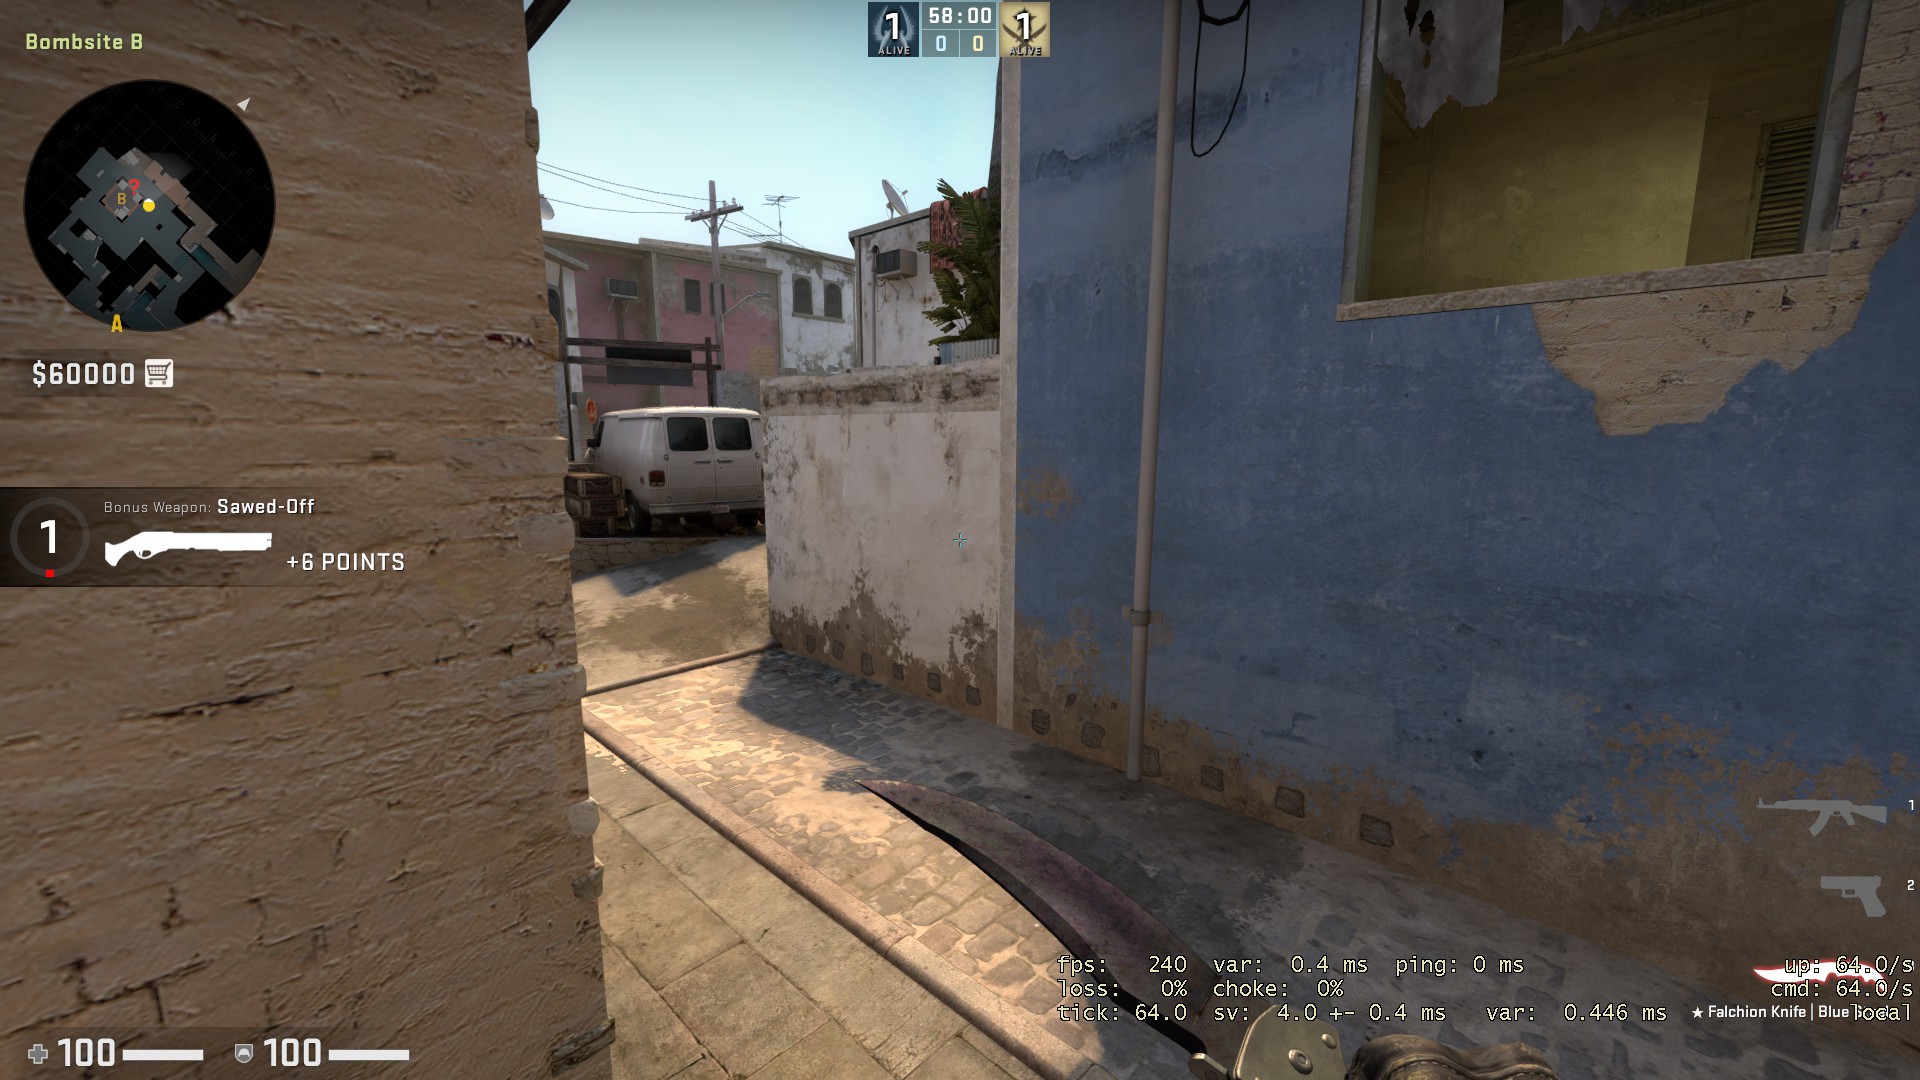 Bombsite B
1 58:00 1
ALIVE 0 0 ALIVE
B
A
$60000
1 Bonus Weapon: Sawed-Off
+6 POINTS
1
2
fps: 240 var: 0.4 ms ping: 0 ms up: 64.0/s
loss: 0% choke: 0% cmd: 64.0/s
tick: 64.0 sv: 4.0 +- 0.4 ms var: 0.446 ms local
★ Falchion Knife | Blue
100 100